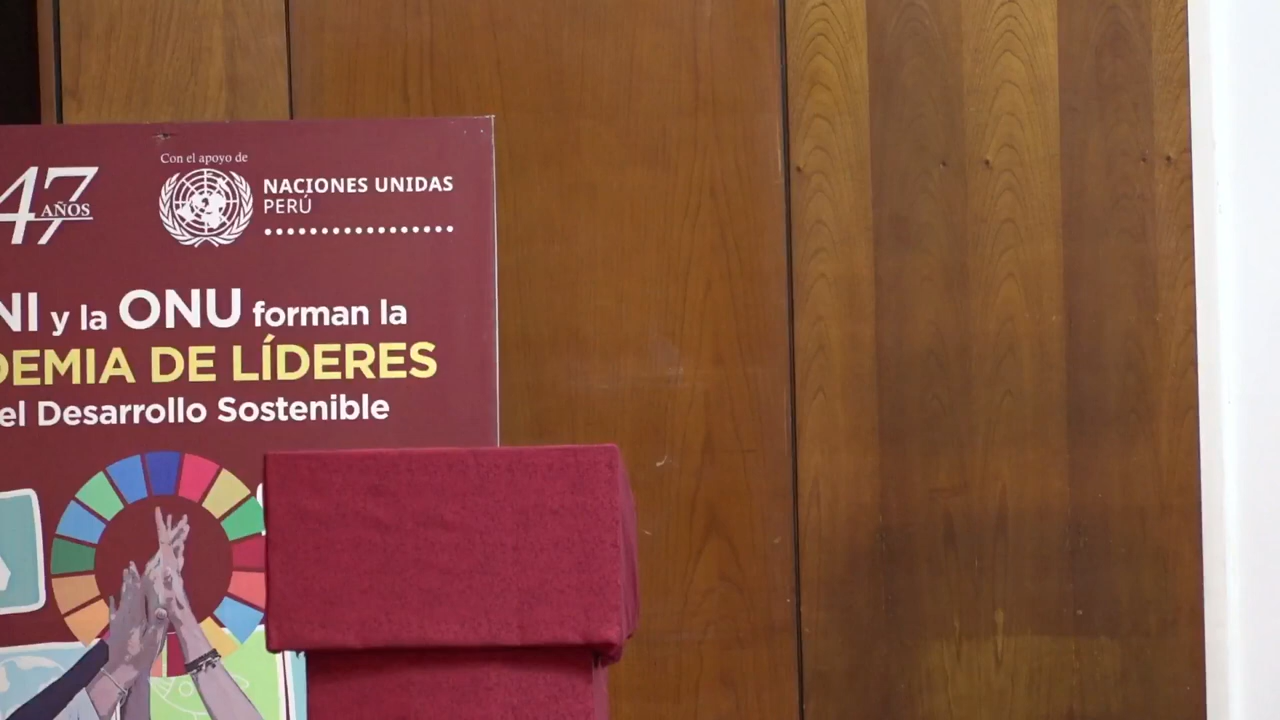 47
AÑOS
Con el apoyo de
NACIONES UNIDAS
PERÚ
NI y la ONU forman la
DEMIA DE LÍDERES
el Desarrollo Sostenible